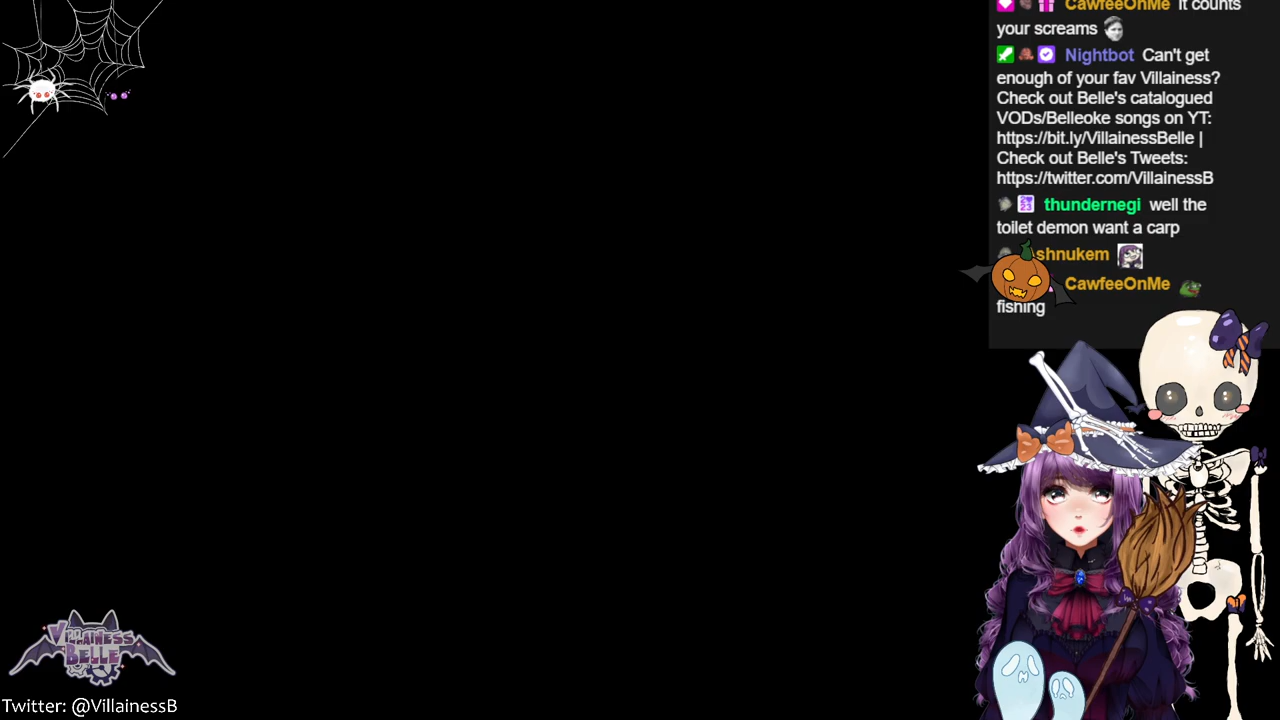 CawfeeOnMe It counts
your screams
Nightbot Can't get
enough of your fav Villainess?
Check out Belle's catalogued
VODs/Belleoke songs on YT:
https://bit.ly/VillainessBelle |
Check out Belle's Tweets:
https://twitter.com/VillainessB
thundernegi well the
toilet demon want a carp
shnukem
CawfeeOnMe
fishing
VILLAINESS
BELLE
Twitter: @VillainessB